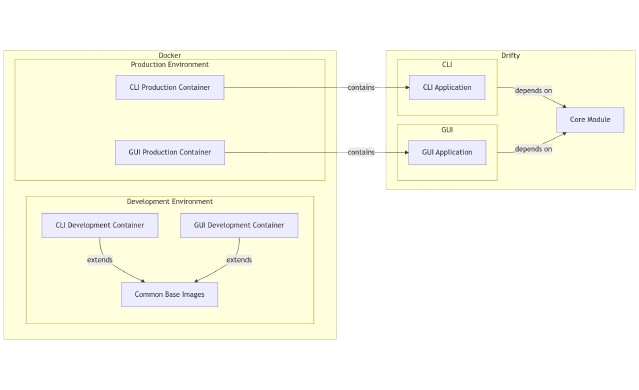 Docker
Production Environment
CLI Production Container
GUI Production Container
contains
contains
Drifty
CLI
CLI Application
GUI
GUI Application
depends on
depends on
Core Module
Development Environment
CLI Development Container
GUI Development Container
extends
extends
Common Base Images